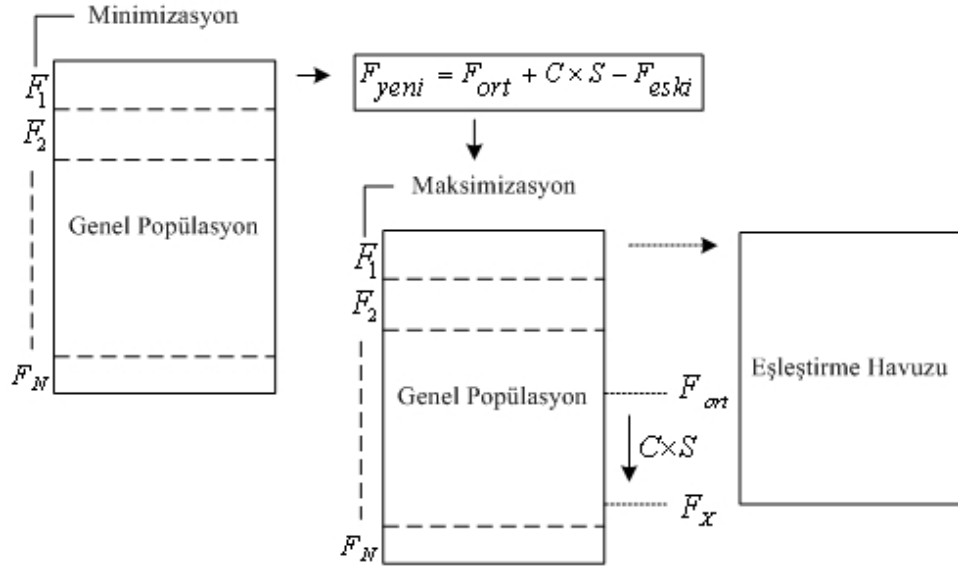 Minimizasyon
F1
F2
Genel Popülasyon
FN
Fyeni = Fort + C × S − Feski
Maksimizasyon
F1
F2
Genel Popülasyon
FN
Fort
C×S
FX
Eşleştirme Havuzu